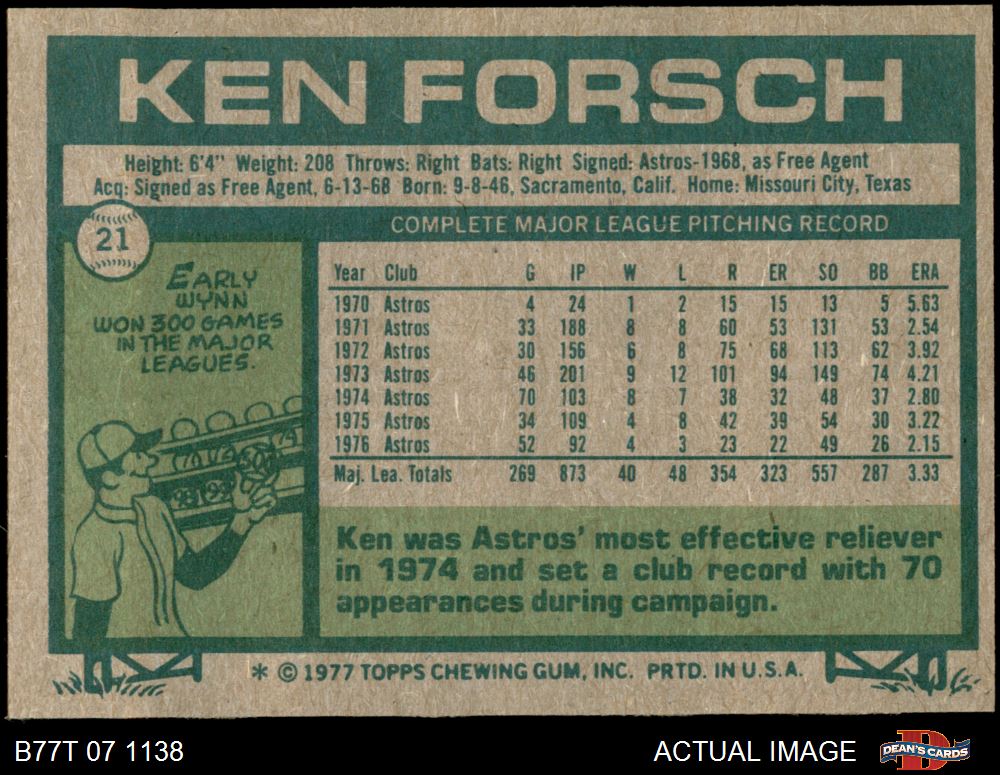 KEN FORSCH
Height: 6'4" Weight: 208 Throws: Right Bats: Right Signed: Astros-1968, as Free Agent
Acq: Signed as Free Agent, 6-13-68 Born: 9-8-46, Sacramento, Calif. Home: Missouri City, Texas
21
EARLY
WYNN
WON 300 GAMES
IN THE MAJOR
LEAGUES.
300
74
98 99
COMPLETE MAJOR LEAGUE PITCHING RECORD
Year Club G IP W L R ER SO BB ERA
1970 Astros 4 24 1 2 15 15 13 5 5.63
1971 Astros 33 188 8 8 60 53 131 53 2.54
1972 Astros 30 156 6 8 75 68 113 62 3.92
1973 Astros 46 201 9 12 101 94 149 74 4.21
1974 Astros 70 103 8 7 38 32 48 37 2.80
1975 Astros 34 109 4 8 42 39 54 30 3.22
1976 Astros 52 92 4 3 23 22 49 26 2.15
Maj. Lea. Totals 269 873 40 48 354 323 557 287 3.33
Ken was Astros' most effective reliever
in 1974 and set a club record with 70
appearances during campaign.
* © 1977 TOPPS CHEWING GUM, INC. PRTD. IN U.S.A.
B77T 07 1138
ACTUAL IMAGE
D
DEAN'S CARDS